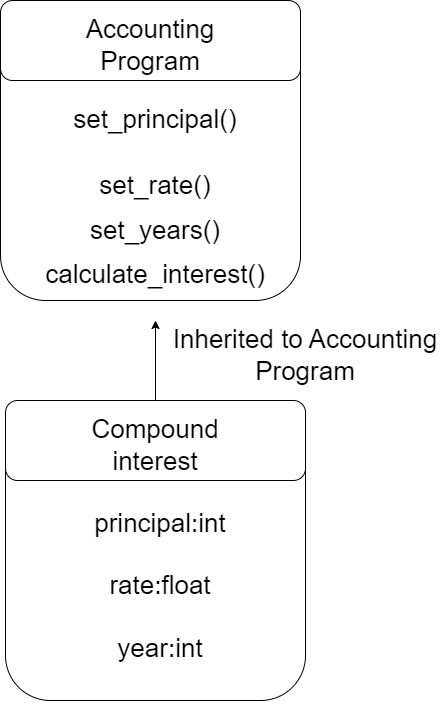 Accounting
Program
set_principal()
set_rate()
set_years()
calculate_interest()
Inherited to Accounting
Program
Compound
interest
principal:int
rate:float
year:int